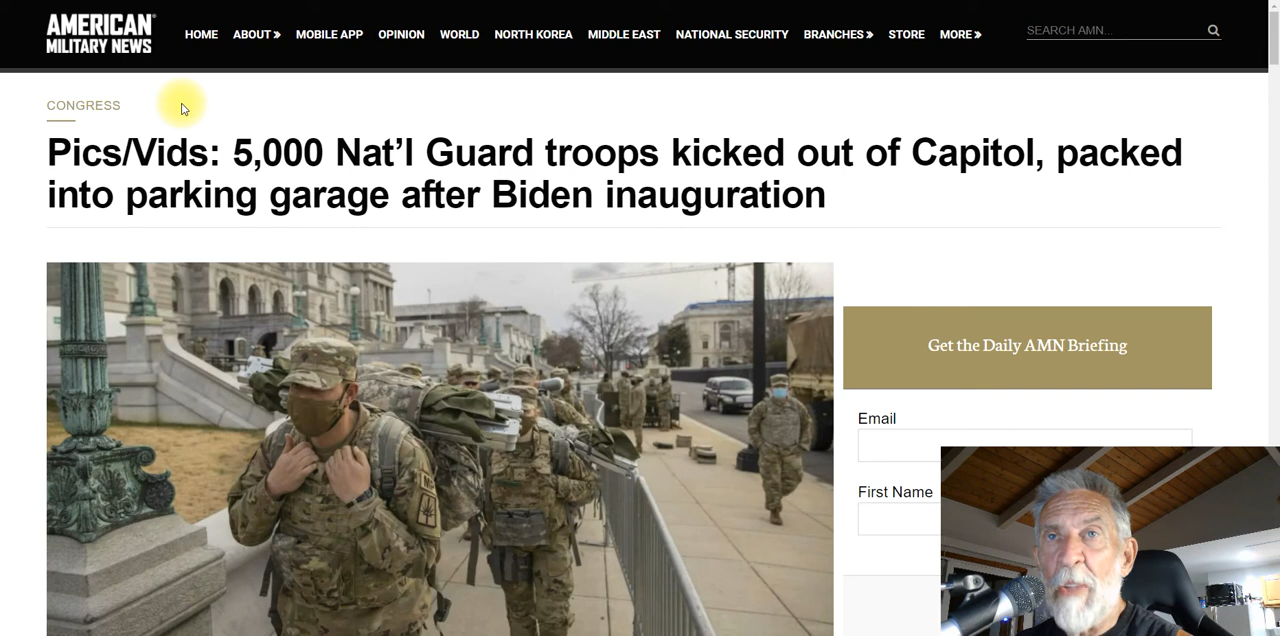 AMERICAN
MILITARY NEWS
HOME ABOUT » MOBILE APP OPINION WORLD NORTH KOREA MIDDLE EAST NATIONAL SECURITY BRANCHES » STORE MORE »
SEARCH AMN...
CONGRESS
Pics/Vids: 5,000 Nat’l Guard troops kicked out of Capitol, packed
into parking garage after Biden inauguration
Get the Daily AMN Briefing
Email
First Name